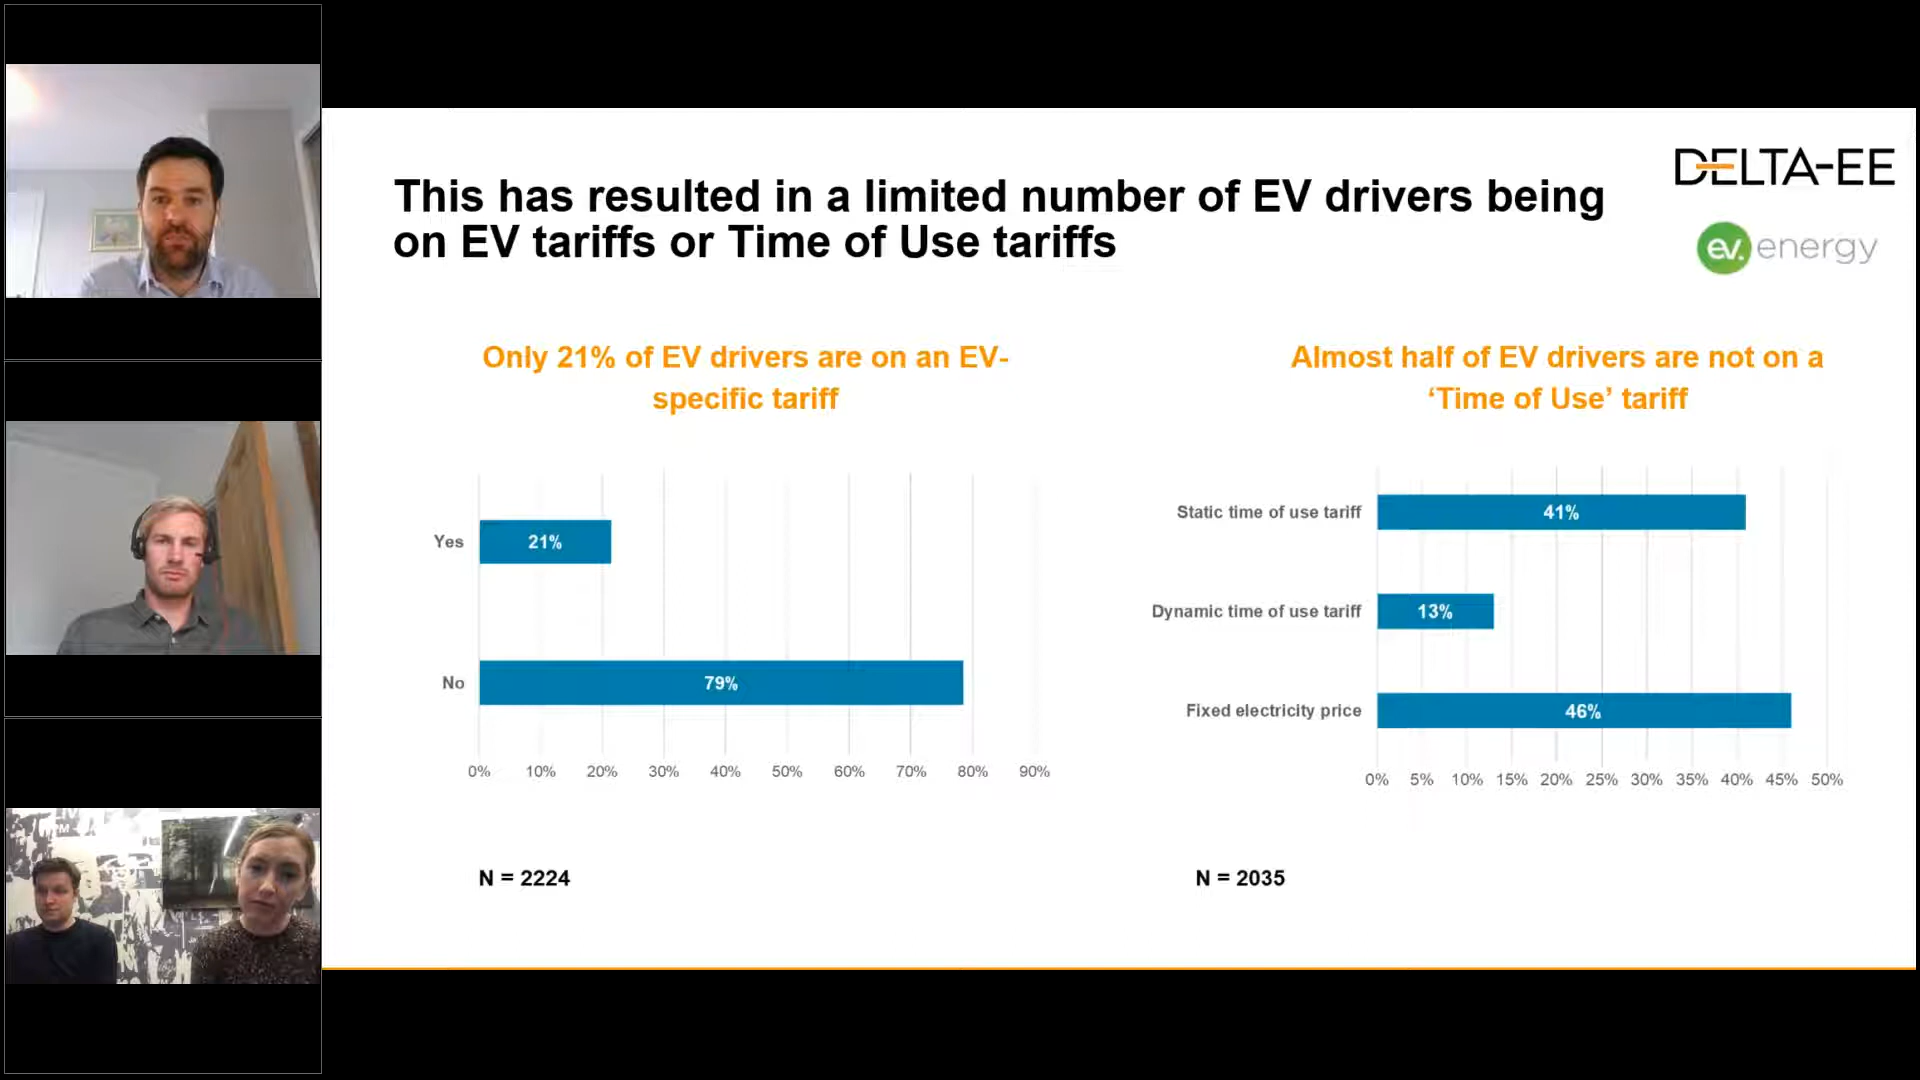 This has resulted in a limited number of EV drivers being
on EV tariffs or Time of Use tariffs
DELTA-EE
ev. energy
Only 21% of EV drivers are on an EV-
specific tariff
Yes
21%
No
79%
0% 10% 20% 30% 40% 50% 60% 70% 80% 90%
N = 2224
Almost half of EV drivers are not on a
‘Time of Use’ tariff
Static time of use tariff
41%
Dynamic time of use tariff
13%
Fixed electricity price
46%
0% 5% 10% 15% 20% 25% 30% 35% 40% 45% 50%
N = 2035